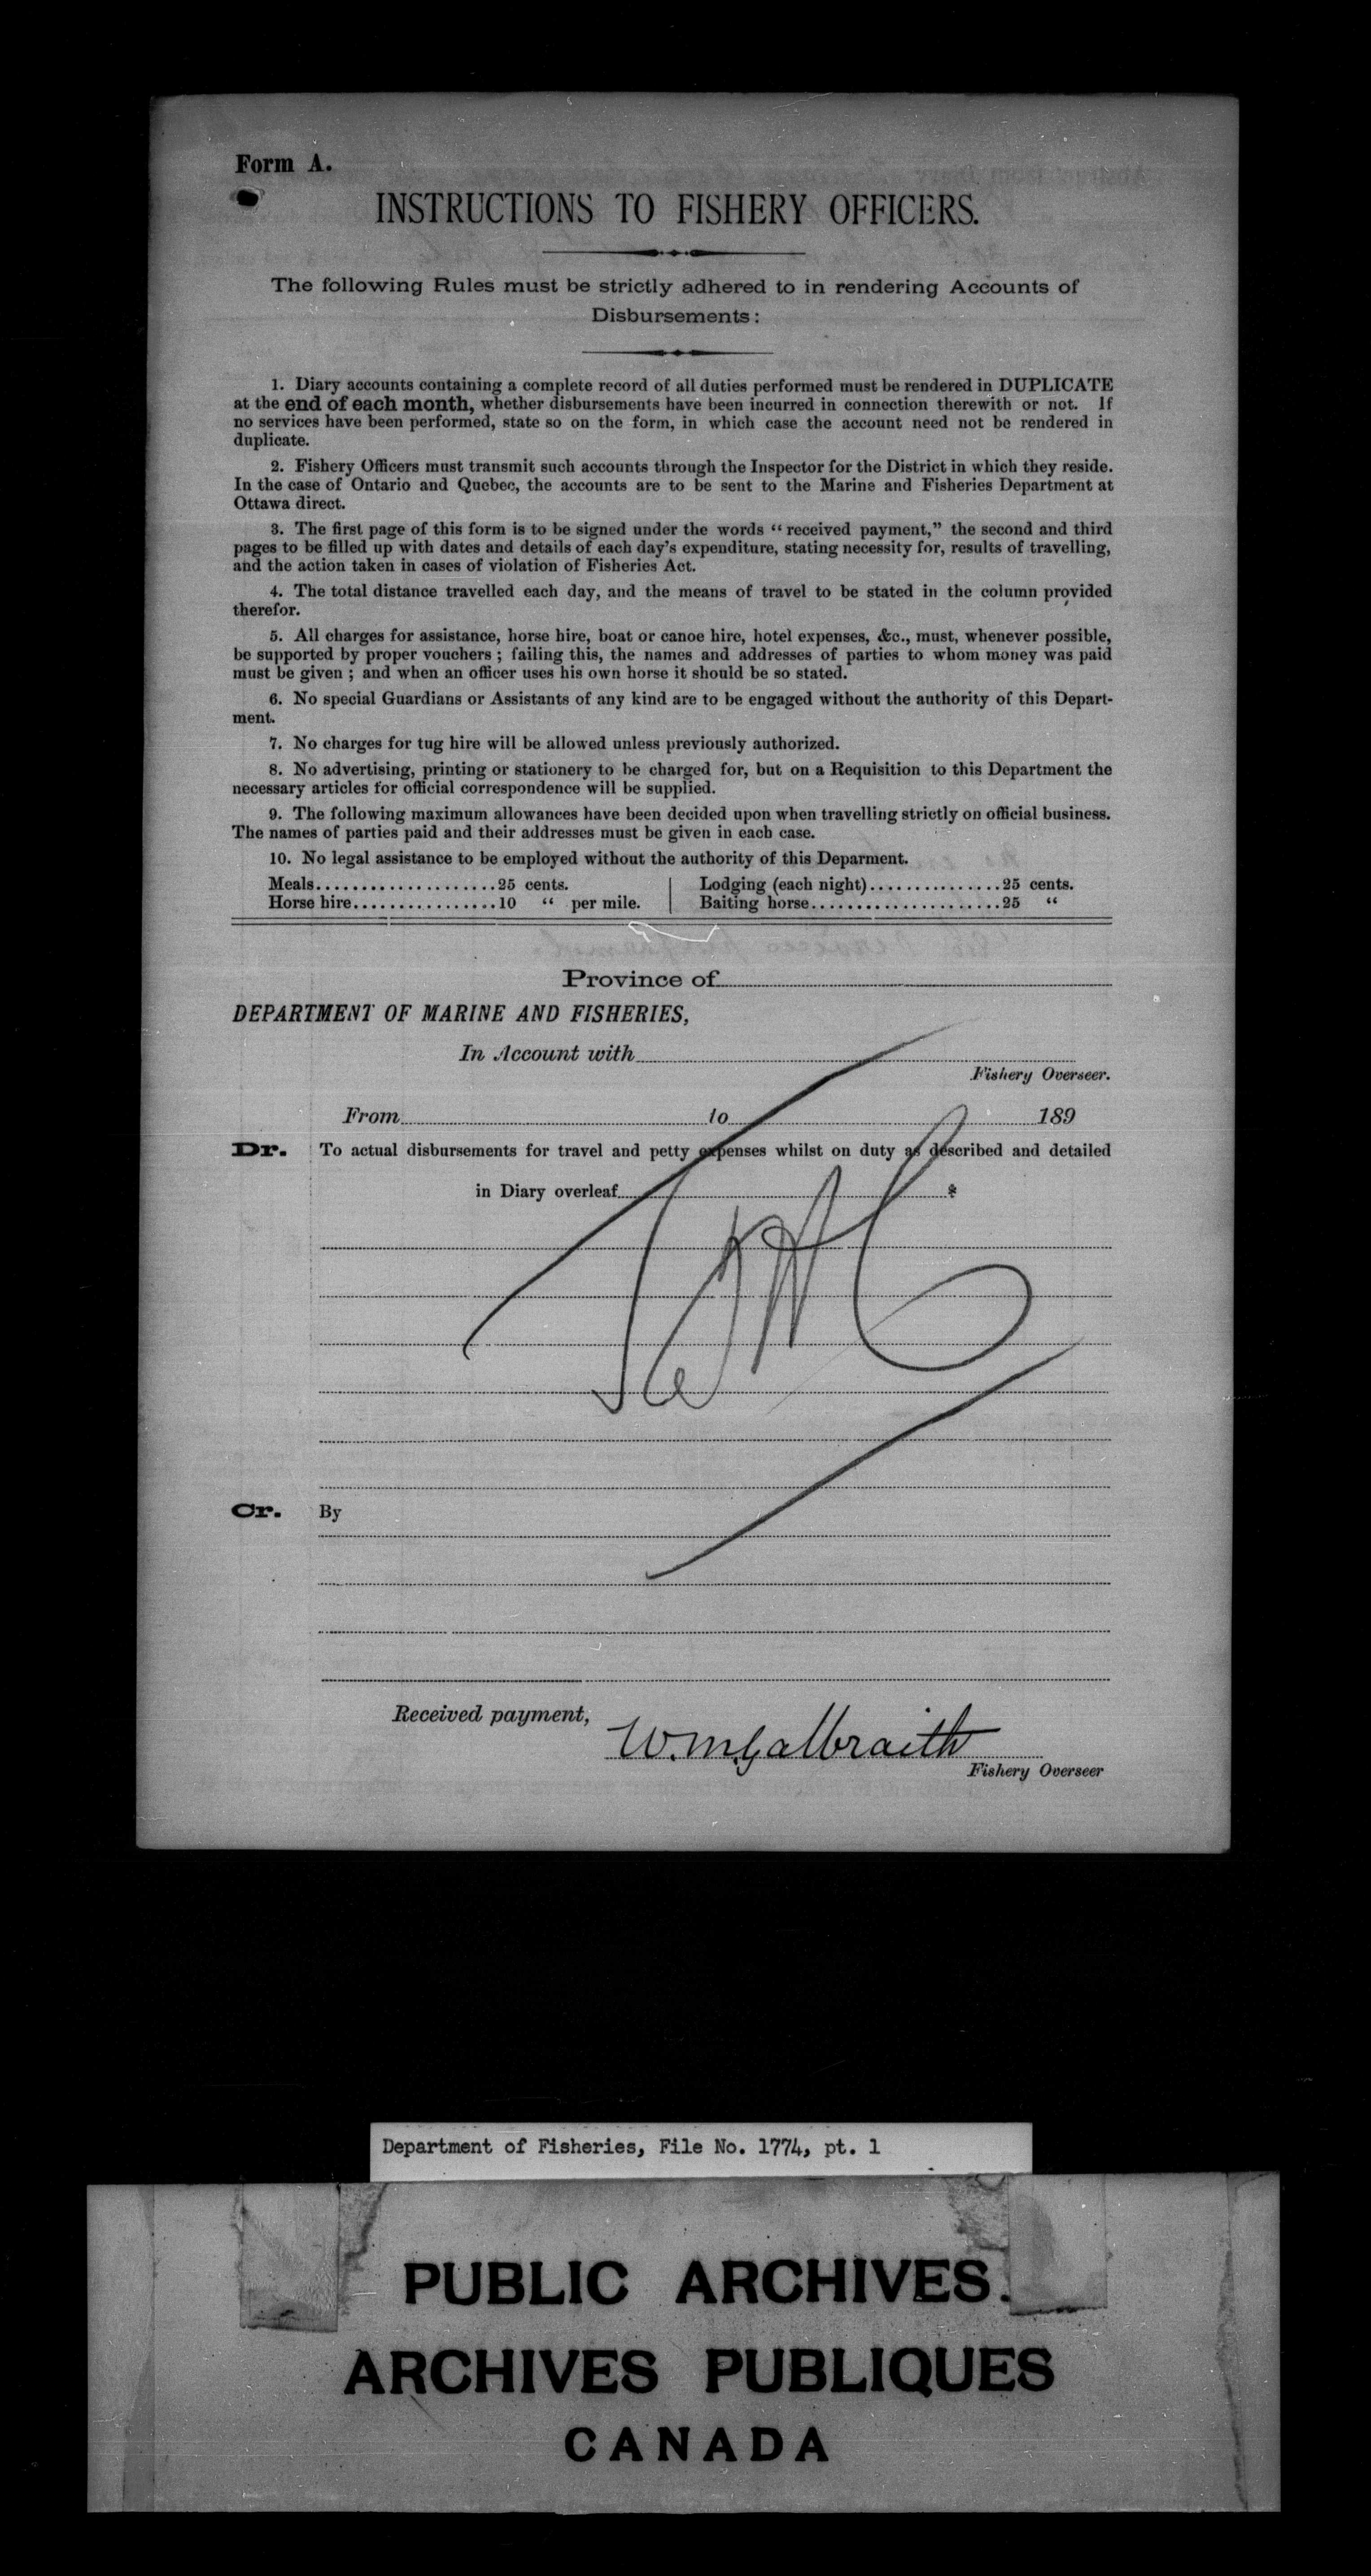 Form A.
INSTRUCTIONS TO FISHERY OFFICERS.
The following Rules must be strictly adhered to in rendering Accounts of
Disbursements:
1. Diary accounts containing a complete record of all duties performed must be rendered in DUPLICATE
at the end of each month, whether disbursements have been incurred in connection therewith or not. If
no services have been performed, state so on the form, in which case the account need not be rendered in
duplicate.
2. Fishery Officers must transmit such accounts through the Inspector for the District in which they reside.
In the case of Ontario and Quebec, the accounts are to be sent to the Marine and Fisheries Department at
Ottawa direct.
3. The first page of this form is to be signed under the words “received payment,” the second and third
pages to be filled up with dates and details of each day's expenditure, stating necessity for, results of travelling,
and the action taken in cases of violation of Fisheries Act.
4. The total distance travelled each day, and the means of travel to be stated in the column provided
therefor.
5. All charges for assistance, horse hire, boat or canoe hire, hotel expenses, &c., must, whenever possible,
be supported by proper vouchers ; failing this, the names and addresses of parties to whom money was paid
must be given ; and when an officer uses his own horse it should be so stated.
6. No special Guardians or Assistants of any kind are to be engaged without the authority of this Depart-
ment.
7. No charges for tug hire will be allowed unless previously authorized.
8. No advertising, printing or stationery to be charged for, but on a Requisition to this Department the
necessary articles for official correspondence will be supplied.
9. The following maximum allowances have been decided upon when travelling strictly on official business.
The names of parties paid and their addresses must be given in each case.
10. No legal assistance to be employed without the authority of this Deparment.
Meals....................25 cents. Lodging (each night)...............25 cents.
Horse hire................10 “ per mile. Baiting horse.....................25 “
Province of
DEPARTMENT OF MARINE AND FISHERIES,
In Account with
Fishery Overseer.
From to 189
Dr. To actual disbursements for travel and petty expenses whilst on duty as described and detailed
in Diary overleaf
Cr. By
Received payment, W.M. Galbraith
Fishery Overseer
Department of Fisheries, File No. 1774, pt. 1
PUBLIC ARCHIVES.
ARCHIVES PUBLIQUES
CANADA